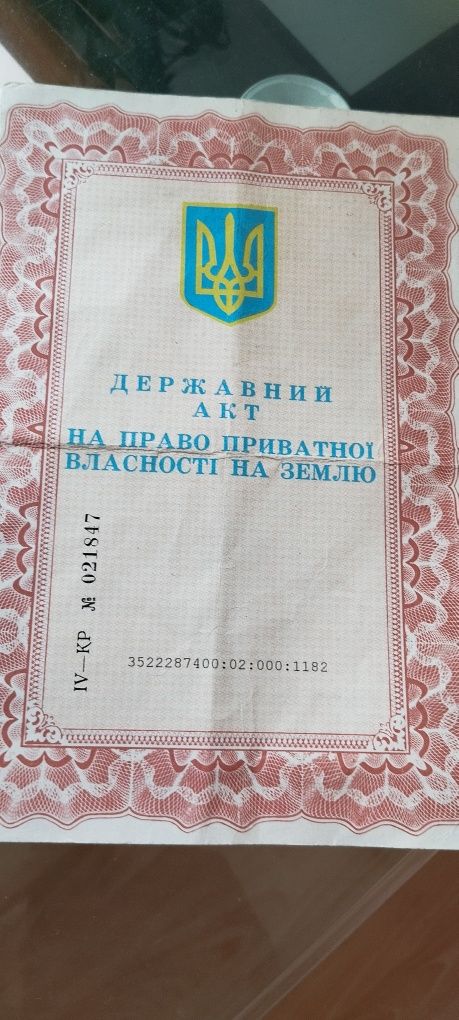 ДЕРЖАВНИЙ
АКТ
НА ПРАВО ПРИВАТНОЇ
ВЛАСНОСТІ НА ЗЕМЛЮ
IV—КР № 021847
3522287400:02:000:1182